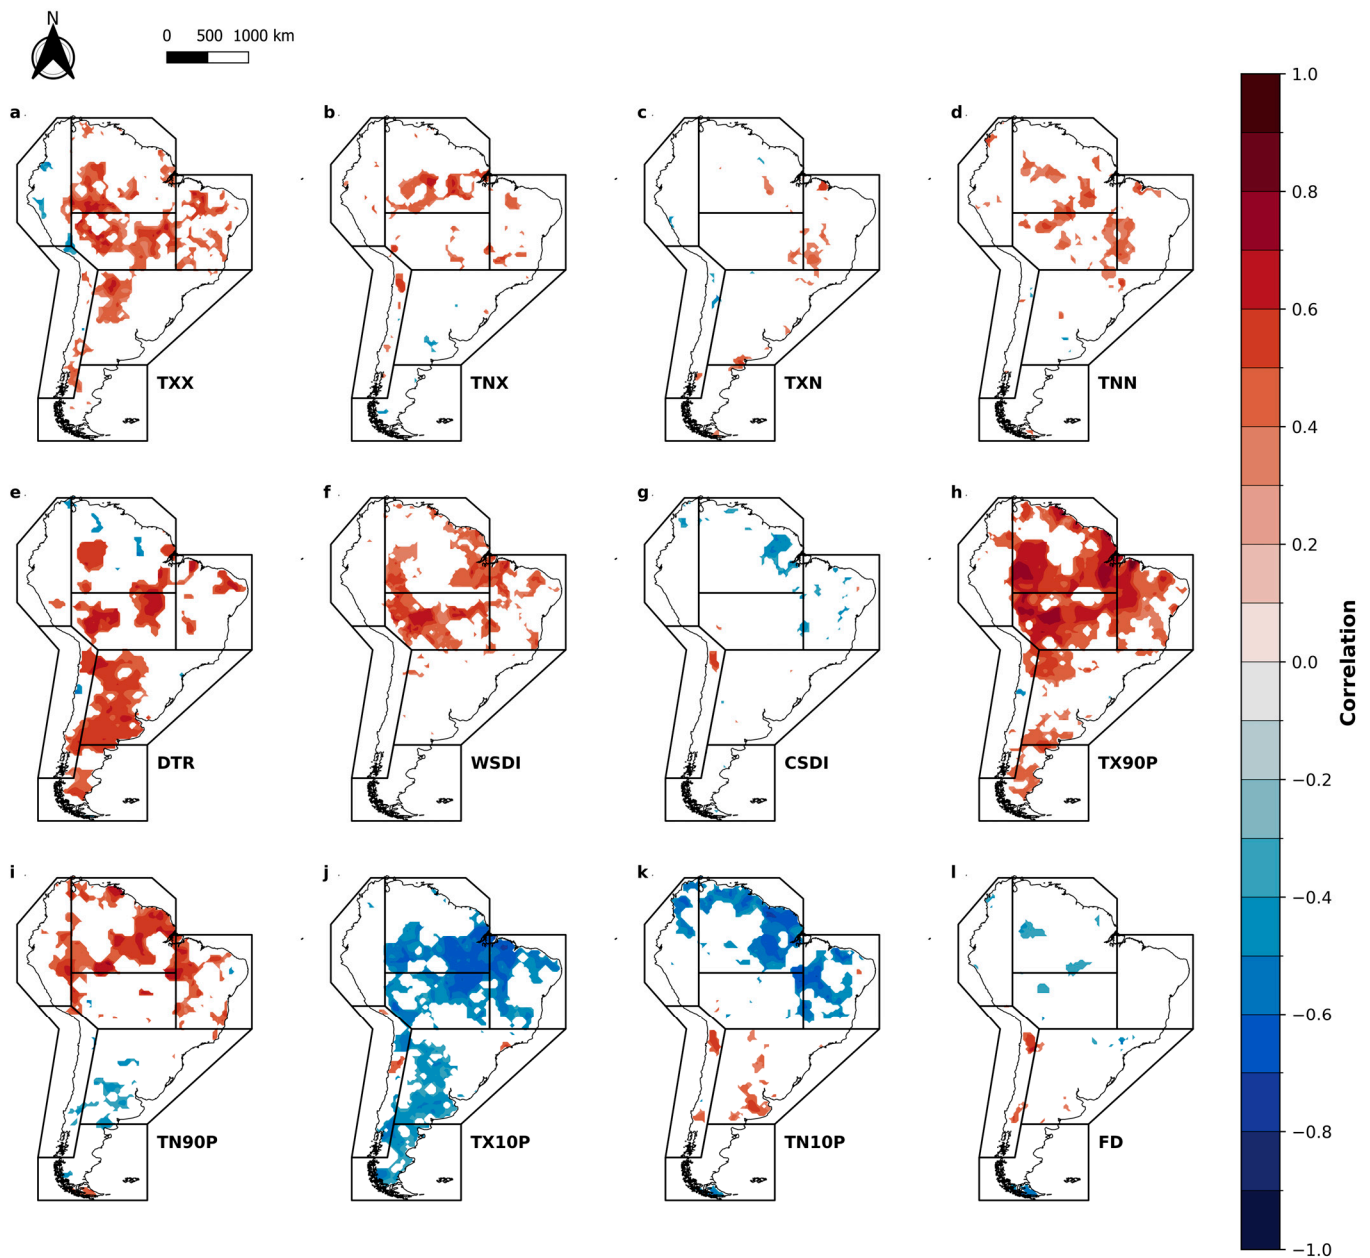 N
0 500 1000 km
a b c d
TXX TNX TXN TNN
e f g h
DTR WSDI CSDI TX90P
i j k l
TN90P TX10P TN10P FD
1.0
0.8
0.6
0.4
0.2
0.0
−0.2
−0.4
−0.6
−0.8
−1.0
Correlation